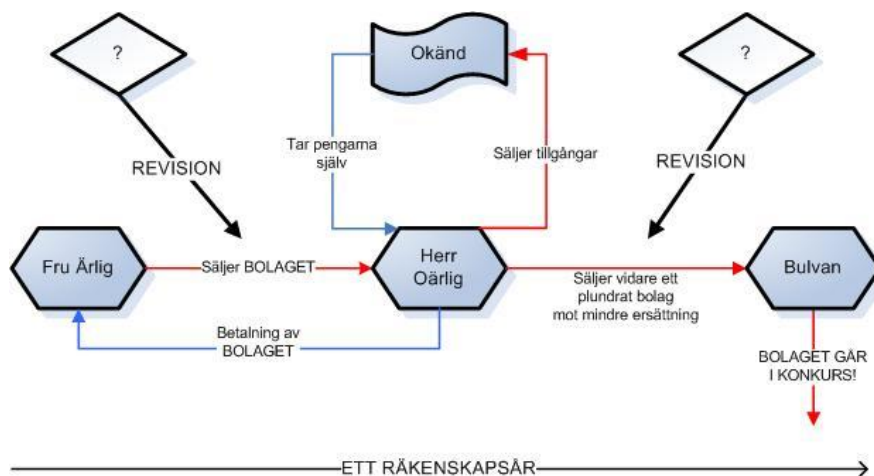 ?
Okänd
?
Tar pengarna
själv
Säljer tillgångar
REVISION
REVISION
Fru Ärlig
Säljer BOLAGET
Herr
Oärlig
Säljer vidare ett
plundrat bolag
mot mindre ersättning
Bulvan
Betalning av
BOLAGET
BOLAGET GÅR
I KONKURS!
ETT RÄKENSKAPSÅR